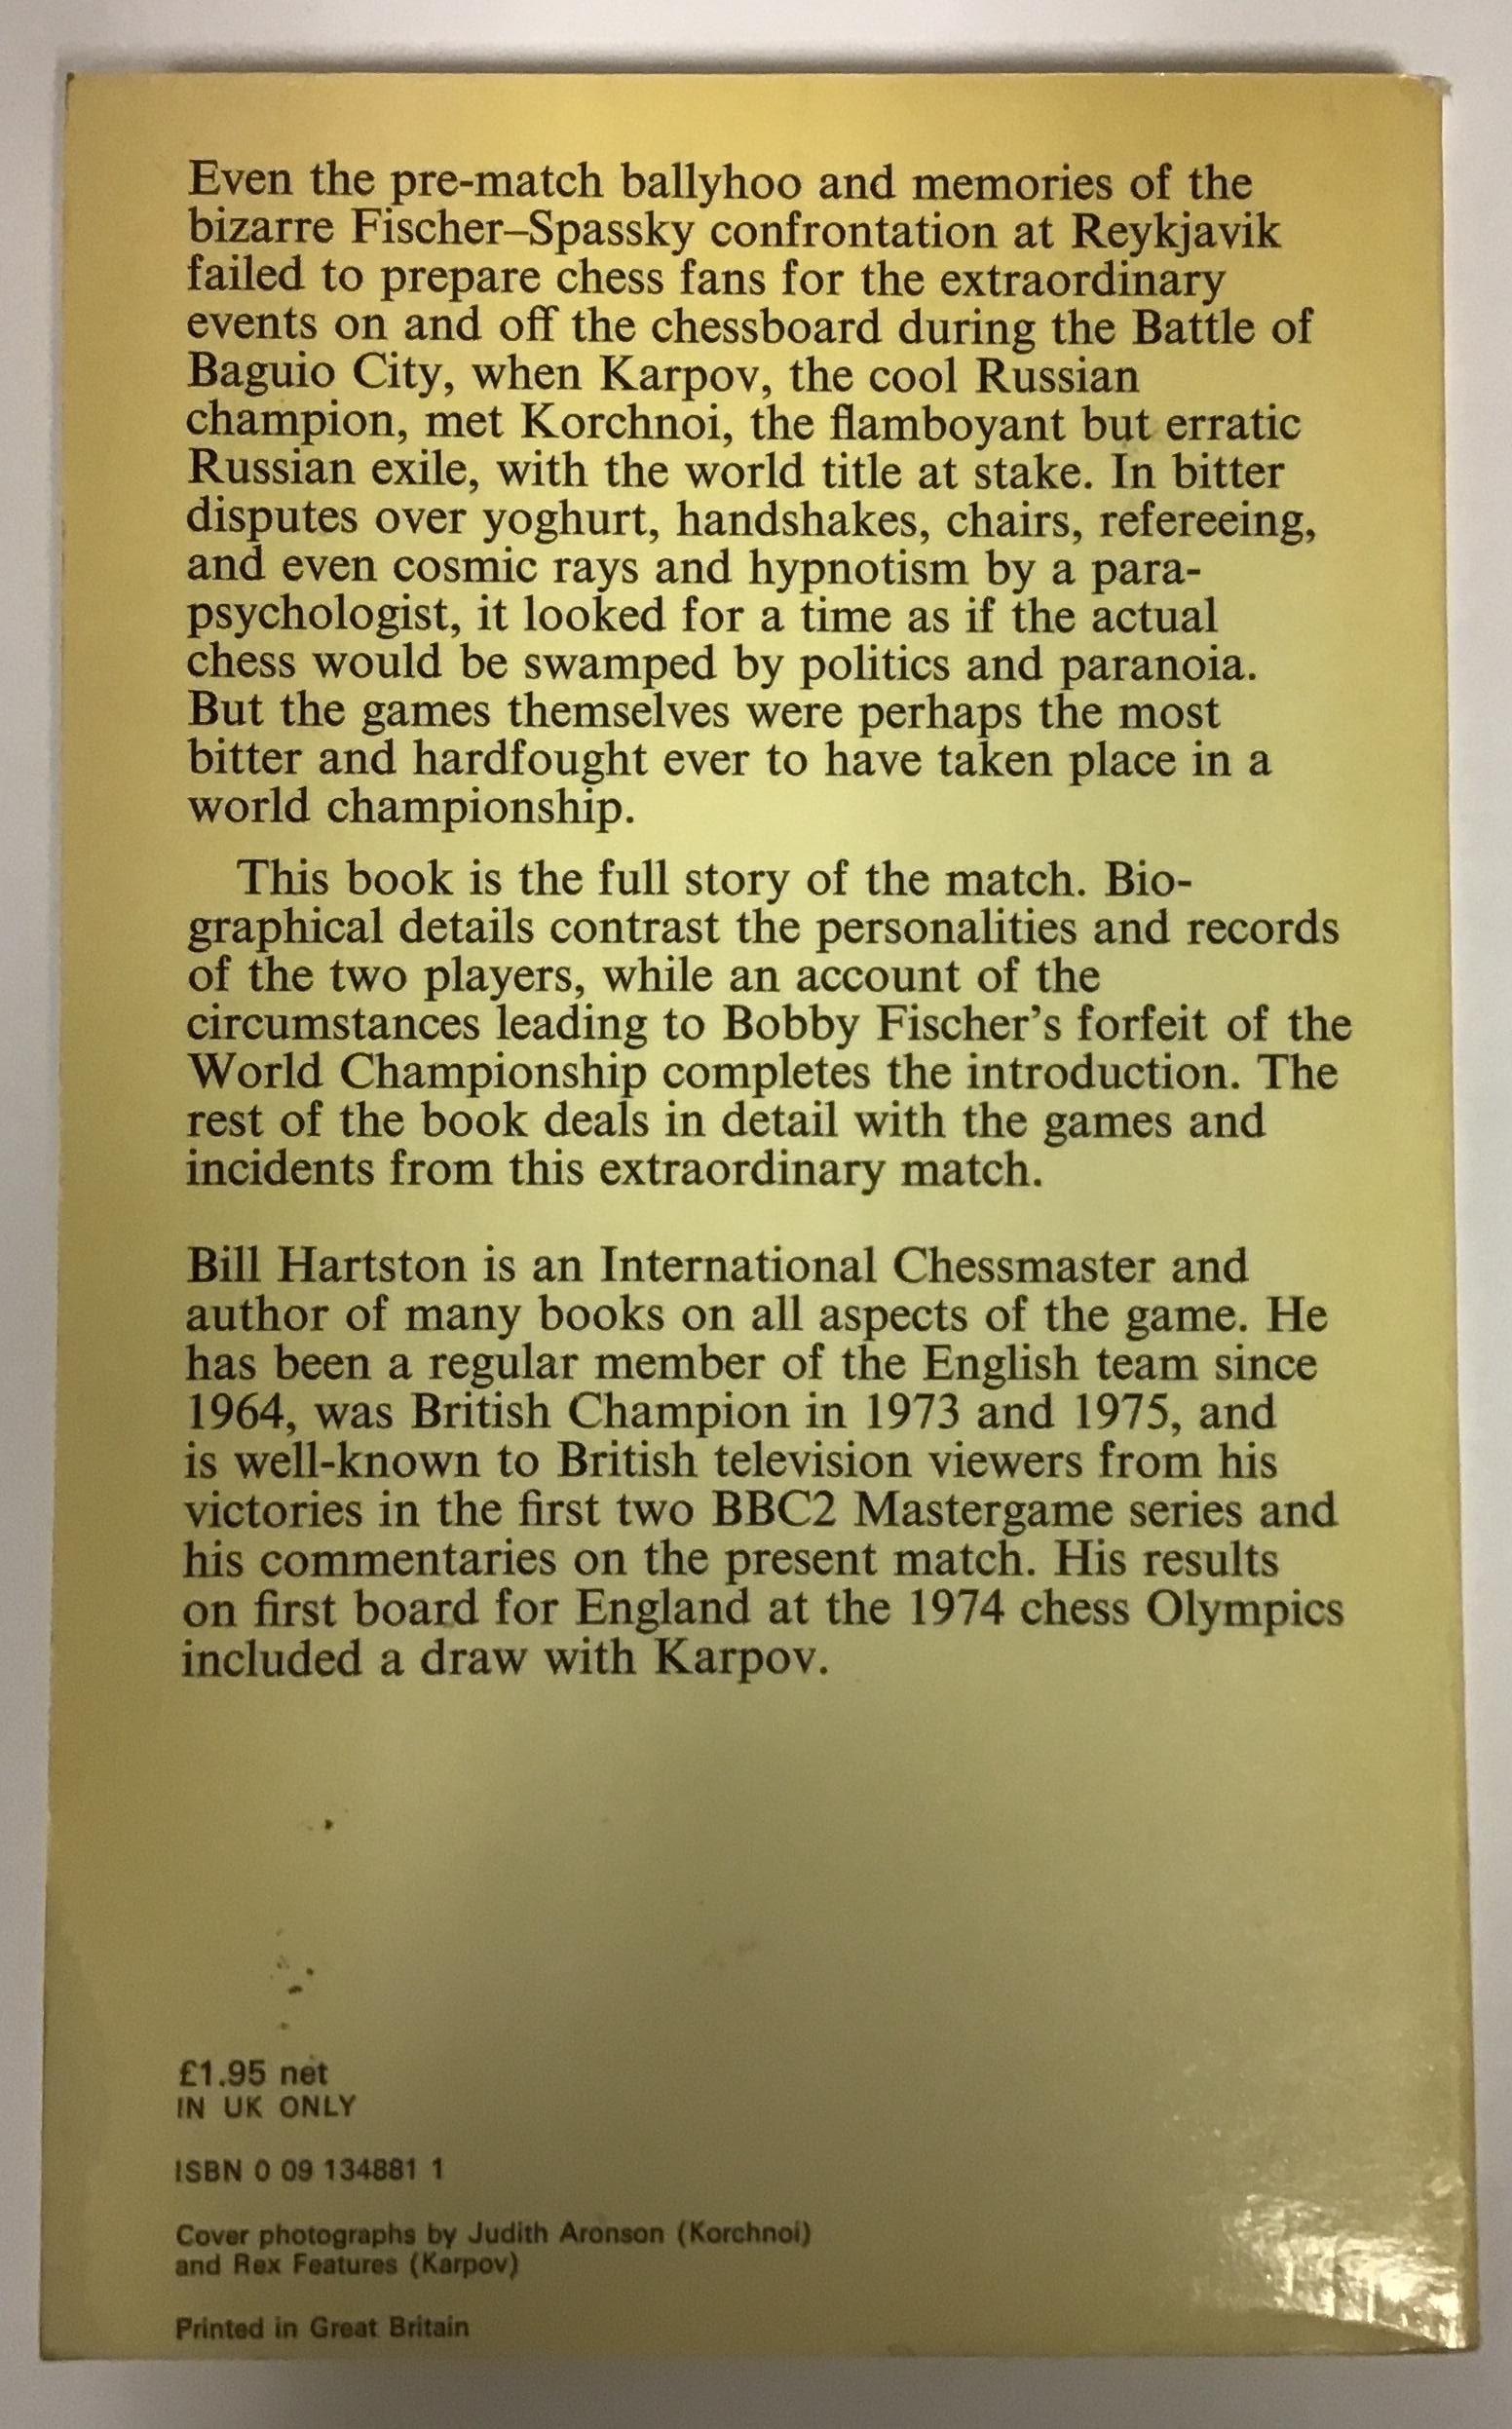 Even the pre-match ballyhoo and memories of the
bizarre Fischer–Spassky confrontation at Reykjavik
failed to prepare chess fans for the extraordinary
events on and off the chessboard during the Battle of
Baguio City, when Karpov, the cool Russian
champion, met Korchnoi, the flamboyant but erratic
Russian exile, with the world title at stake. In bitter
disputes over yoghurt, handshakes, chairs, refereeing,
and even cosmic rays and hypnotism by a para-
psychologist, it looked for a time as if the actual
chess would be swamped by politics and paranoia.
But the games themselves were perhaps the most
bitter and hardfought ever to have taken place in a
world championship.
This book is the full story of the match. Bio-
graphical details contrast the personalities and records
of the two players, while an account of the
circumstances leading to Bobby Fischer's forfeit of the
World Championship completes the introduction. The
rest of the book deals in detail with the games and
incidents from this extraordinary match.
Bill Hartston is an International Chessmaster and
author of many books on all aspects of the game. He
has been a regular member of the English team since
1964, was British Champion in 1973 and 1975, and
is well-known to British television viewers from his
victories in the first two BBC2 Mastergame series and
his commentaries on the present match. His results
on first board for England at the 1974 chess Olympics
included a draw with Karpov.
£1.95 net
IN UK ONLY
ISBN 0 09 134881 1
Cover photographs by Judith Aronson (Korchnoi)
and Rex Features (Karpov)
Printed in Great Britain